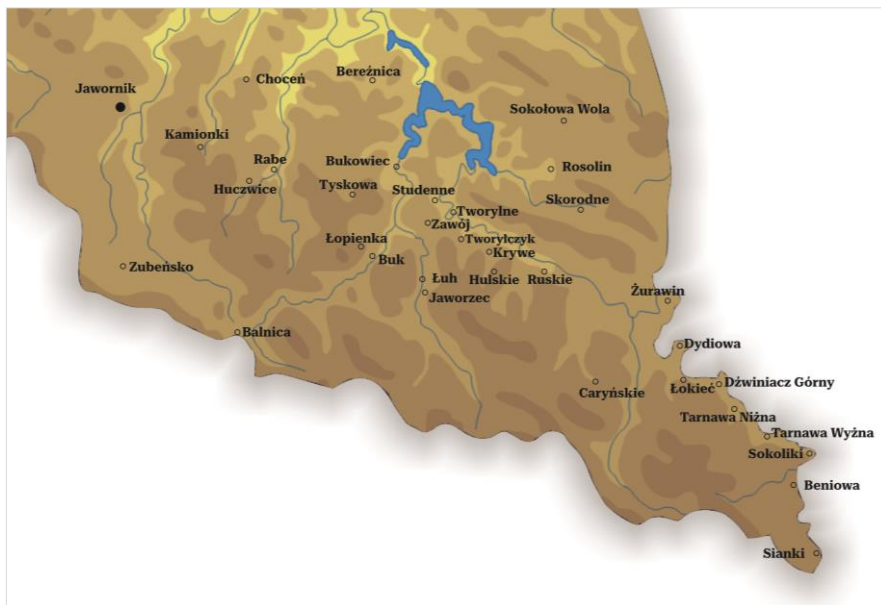 Choceń
Bereźnica
Jawornik
Sokołowa Wola
Kamionki
Rabe
Bukowiec
Rosolin
Huczwice
Tyskowa
Studenne
Skorodne
Tworylne
Zawój
Łopienka
Tworylczyk
Krywe
Buk
Zubeńsko
Łuh
Hulskie
Ruskie
Jaworzec
Żurawin
Balnica
Dydiowa
Caryńskie
Łokieć
Dźwiniacz Górny
Tarnawa Niżna
Tarnawa Wyżna
Sokoliki
Beniowa
Sianki